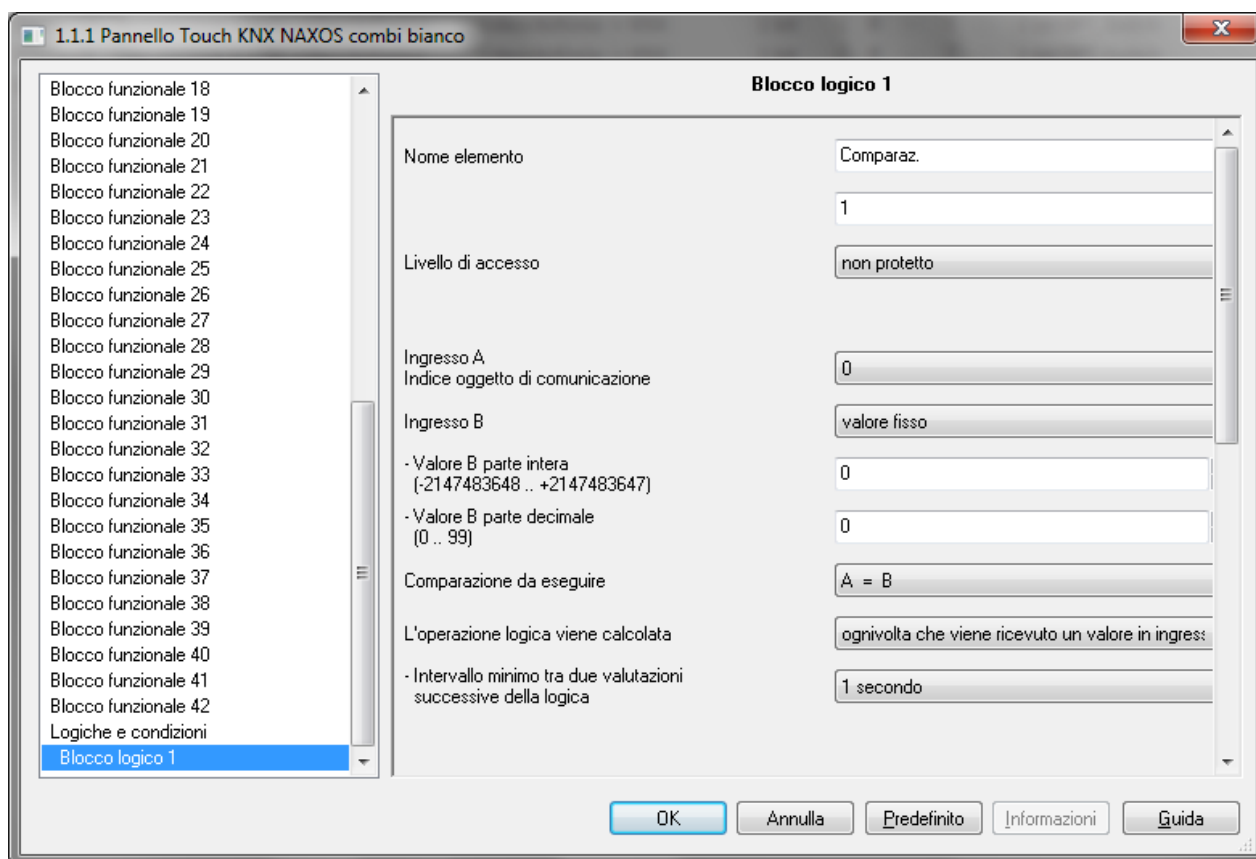 1.1.1 Pannello Touch KNX NAXOS combi bianco
Blocco funzionale 18
Blocco funzionale 19
Blocco funzionale 20
Blocco funzionale 21
Blocco funzionale 22
Blocco funzionale 23
Blocco funzionale 24
Blocco funzionale 25
Blocco funzionale 26
Blocco funzionale 27
Blocco funzionale 28
Blocco funzionale 29
Blocco funzionale 30
Blocco funzionale 31
Blocco funzionale 32
Blocco funzionale 33
Blocco funzionale 34
Blocco funzionale 35
Blocco funzionale 36
Blocco funzionale 37
Blocco funzionale 38
Blocco funzionale 39
Blocco funzionale 40
Blocco funzionale 41
Blocco funzionale 42
Logiche e condizioni
Blocco logico 1
Blocco logico 1
Nome elemento
Comparaz.
1
Livello di accesso
non protetto
Ingresso A
Indice oggetto di comunicazione
0
Ingresso B
valore fisso
- Valore B parte intera
(-2147483648 .. +2147483647)
0
- Valore B parte decimale
(0 .. 99)
0
Comparazione da eseguire
A = B
L'operazione logica viene calcolata
ognivolta che viene ricevuto un valore in ingress
- Intervallo minimo tra due valutazioni
successive della logica
1 secondo
OK
Annulla
Predefinito
Informazioni
Guida